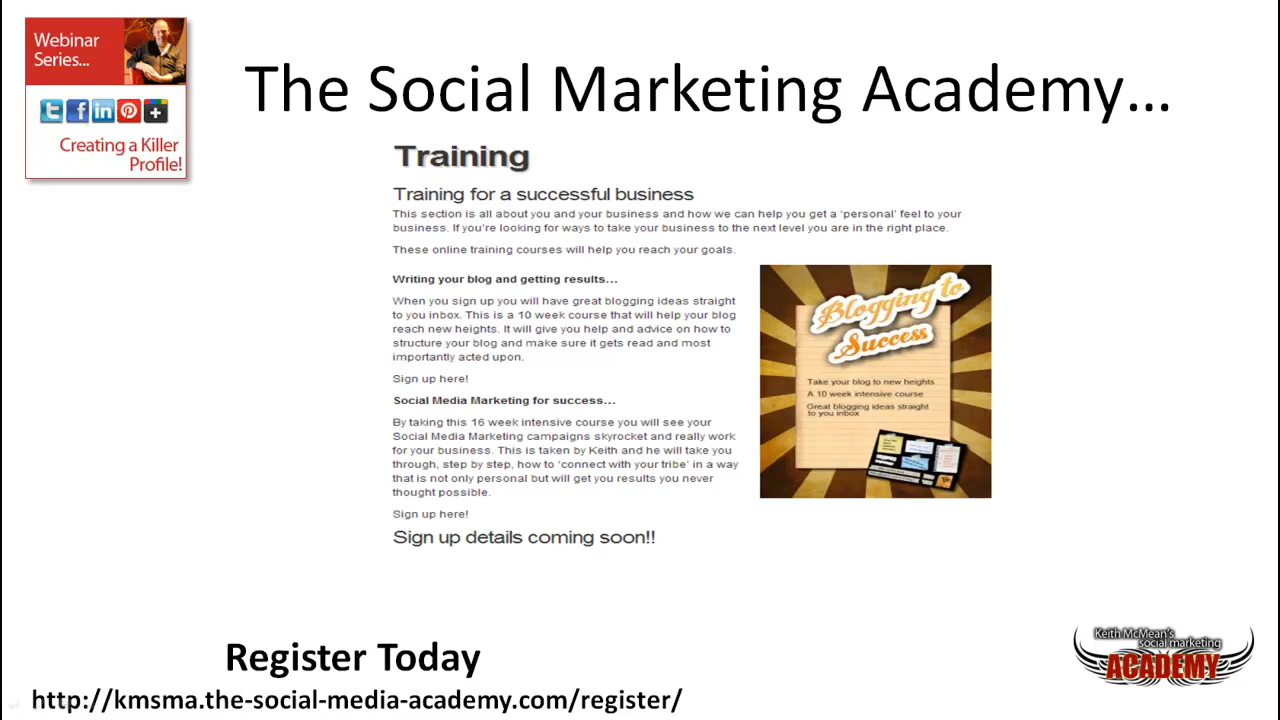 Webinar
Series...
Creating a Killer
Profile!
The Social Marketing Academy...
Training
Training for a successful business
This section is all about you and your business and how we can help you get a ‘personal’ feel to your
business. If you’re looking for ways to take your business to the next level you are in the right place.
These online training courses will help you reach your goals.
Writing your blog and getting results…
When you sign up you will have great blogging ideas straight
to you inbox. This is a 10 week course that will help your blog
reach new heights. It will give you help and advice on how to
structure your blog and make sure it gets read and most
importantly acted upon.
Sign up here!
Social Media Marketing for success…
By taking this 16 week intensive course you will see your
Social Media Marketing campaigns skyrocket and really work
for your business. This is taken by Keith and he will take you
through, step by step, how to ‘connect with your tribe’ in a way
that is not only personal but will get you results you never
thought possible.
Sign up here!
Sign up details coming soon!!
Blogging to
Success
Take your blog to new heights
A 10 week intensive course
Great blogging ideas straight
to you inbox
Register Today
http://kmsma.the-social-media-academy.com/register/
Keith McMean's
social marketing
ACADEMY